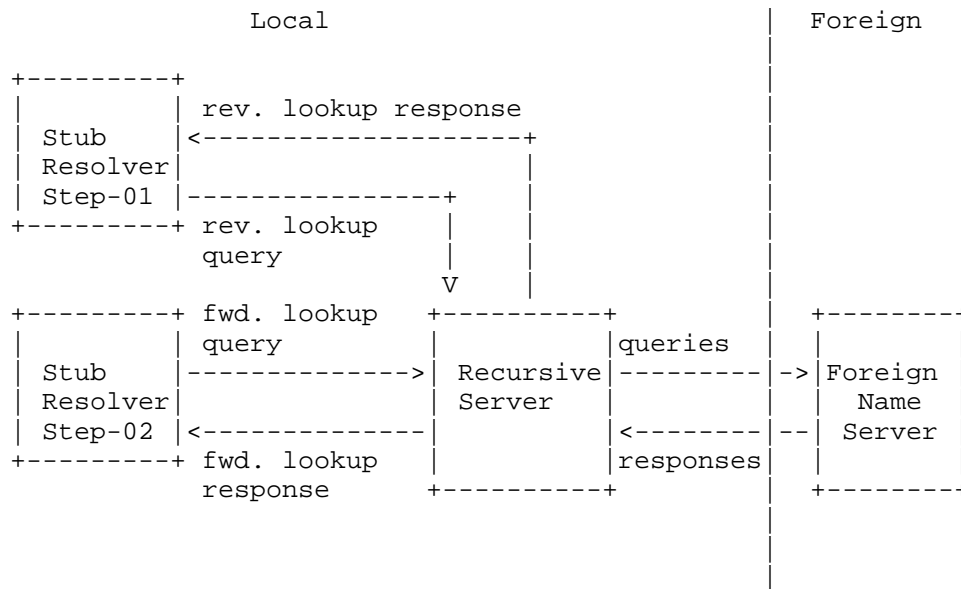 Local | Foreign
|
+---------+ |
| | rev. lookup response |
| Stub |<--------------------+ |
| Resolver| | |
| Step-01 |----------------+ | |
+---------+ rev. lookup | | |
query | | |
V | |
+---------+ fwd. lookup +----------+ | +---------
| | query | |queries | | |
| Stub |-------------->| Recursive|---------|->|Foreign |
| Resolver| | Server | | | Name |
| Step-02 |<--------------| |<--------|--| Server |
+---------+ fwd. lookup | |responses| | |
response +----------+ | +---------
|
|
|